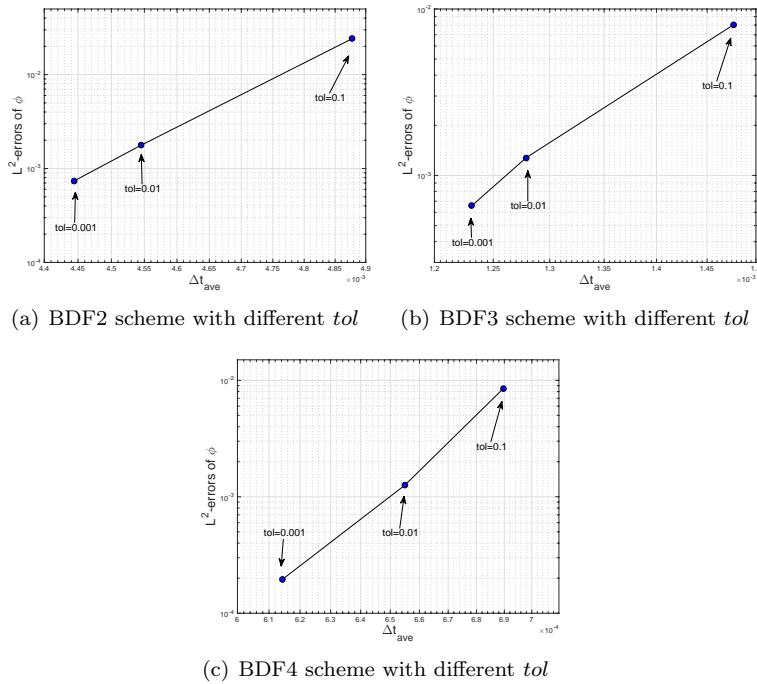 10^-2
10^-3
10^-4
L^2-errors of ϕ
tol=0.1
tol=0.01
tol=0.001
4.4 4.45 4.5 4.55 4.6 4.65 4.7 4.75 4.8 4.85 4.9
Δt_ave
×10^-3
(a) BDF2 scheme with different tol
10^-2
10^-3
L^2-errors of ϕ
tol=0.1
tol=0.01
tol=0.001
1.2 1.25 1.3 1.35 1.4 1.45 1.
Δt_ave
×10^-3
(b) BDF3 scheme with different tol
10^-2
10^-3
10^-4
L^2-errors of ϕ
tol=0.1
tol=0.001
tol=0.01
6 6.1 6.2 6.3 6.4 6.5 6.6 6.7 6.8 6.9
Δt_ave
×10^-4
(c) BDF4 scheme with different tol